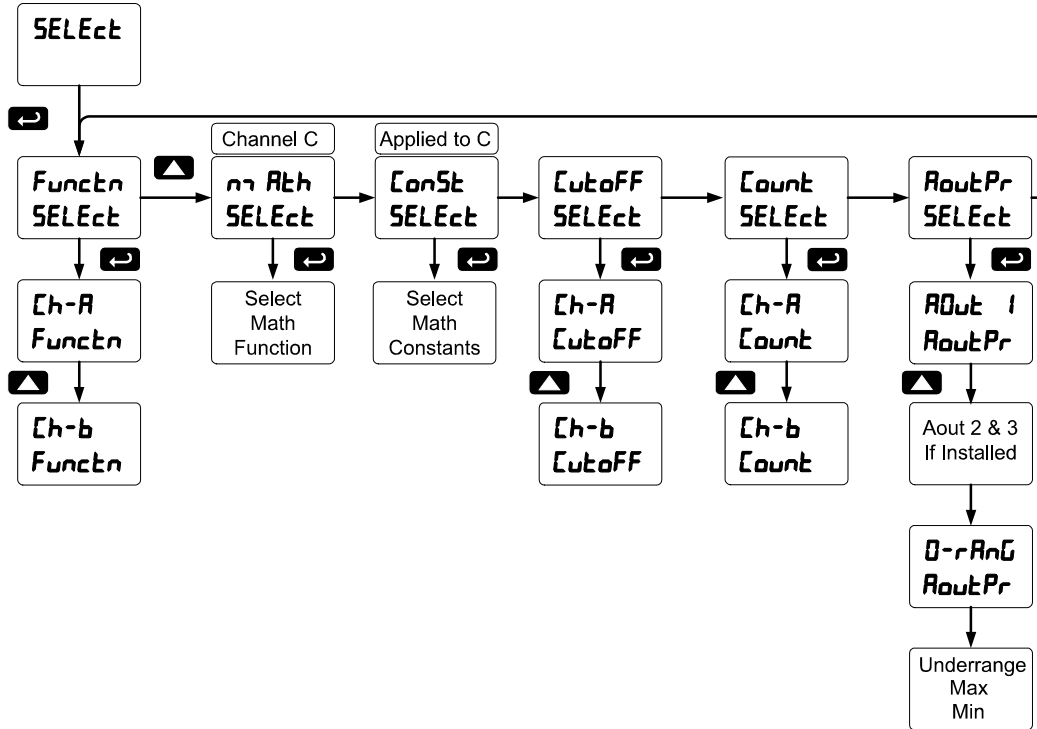 SELEct
Channel C
Applied to C
Functn
SELEct
mAth
SELEct
ConSt
SELEct
CutoFF
SELEct
Count
SELEct
AoutPr
SELEct
Ch-A
Functn
Select
Math
Function
Select
Math
Constants
Ch-A
CutoFF
Ch-A
Count
AOut 1
AoutPr
Ch-b
Functn
Ch-b
CutoFF
Ch-b
Count
Aout 2 & 3
If Installed
O-rAnG
AoutPr
Underrange
Max
Min